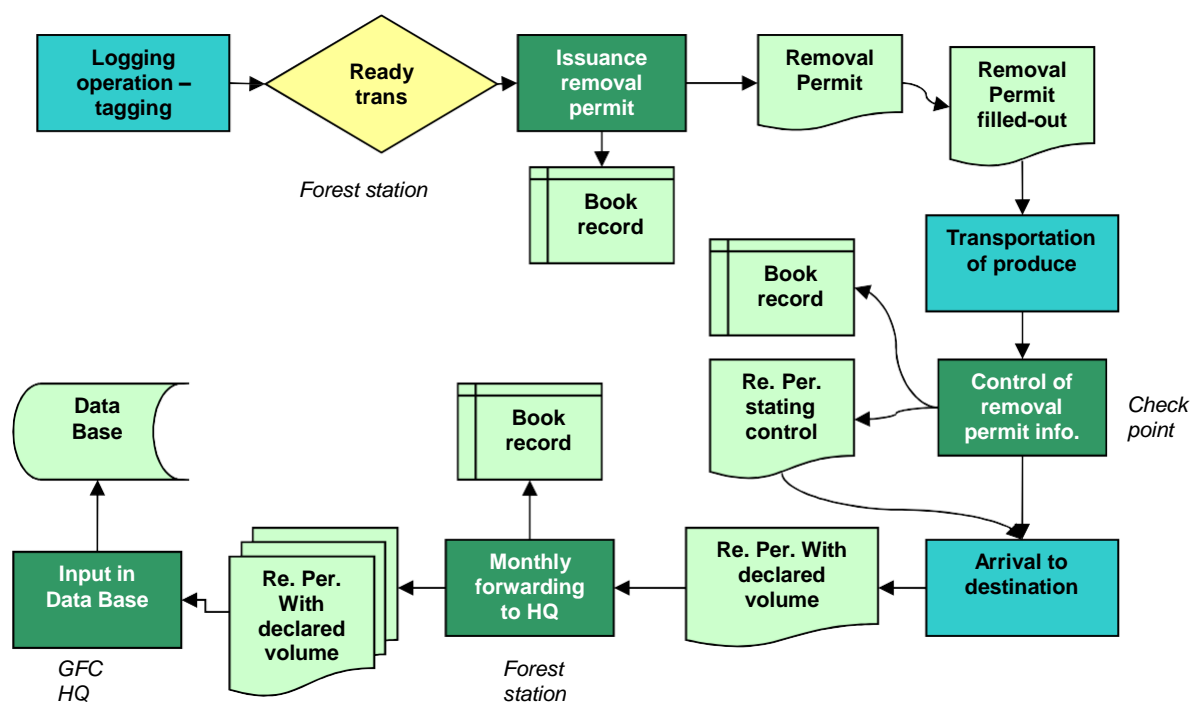 Logging
operation –
tagging
Ready
trans
Issuance
removal
permit
Removal
Permit
Removal
Permit
filled-out
Forest station
Book
record
Transportation
of produce
Book
record
Control of
removal
permit info.
Check
point
Re. Per.
stating
control
Arrival to
destination
Re. Per. With
declared
volume
Monthly
forwarding
to HQ
Book
record
Forest
station
Re. Per.
With
declared
volume
Input in
Data Base
Data
Base
GFC
HQ